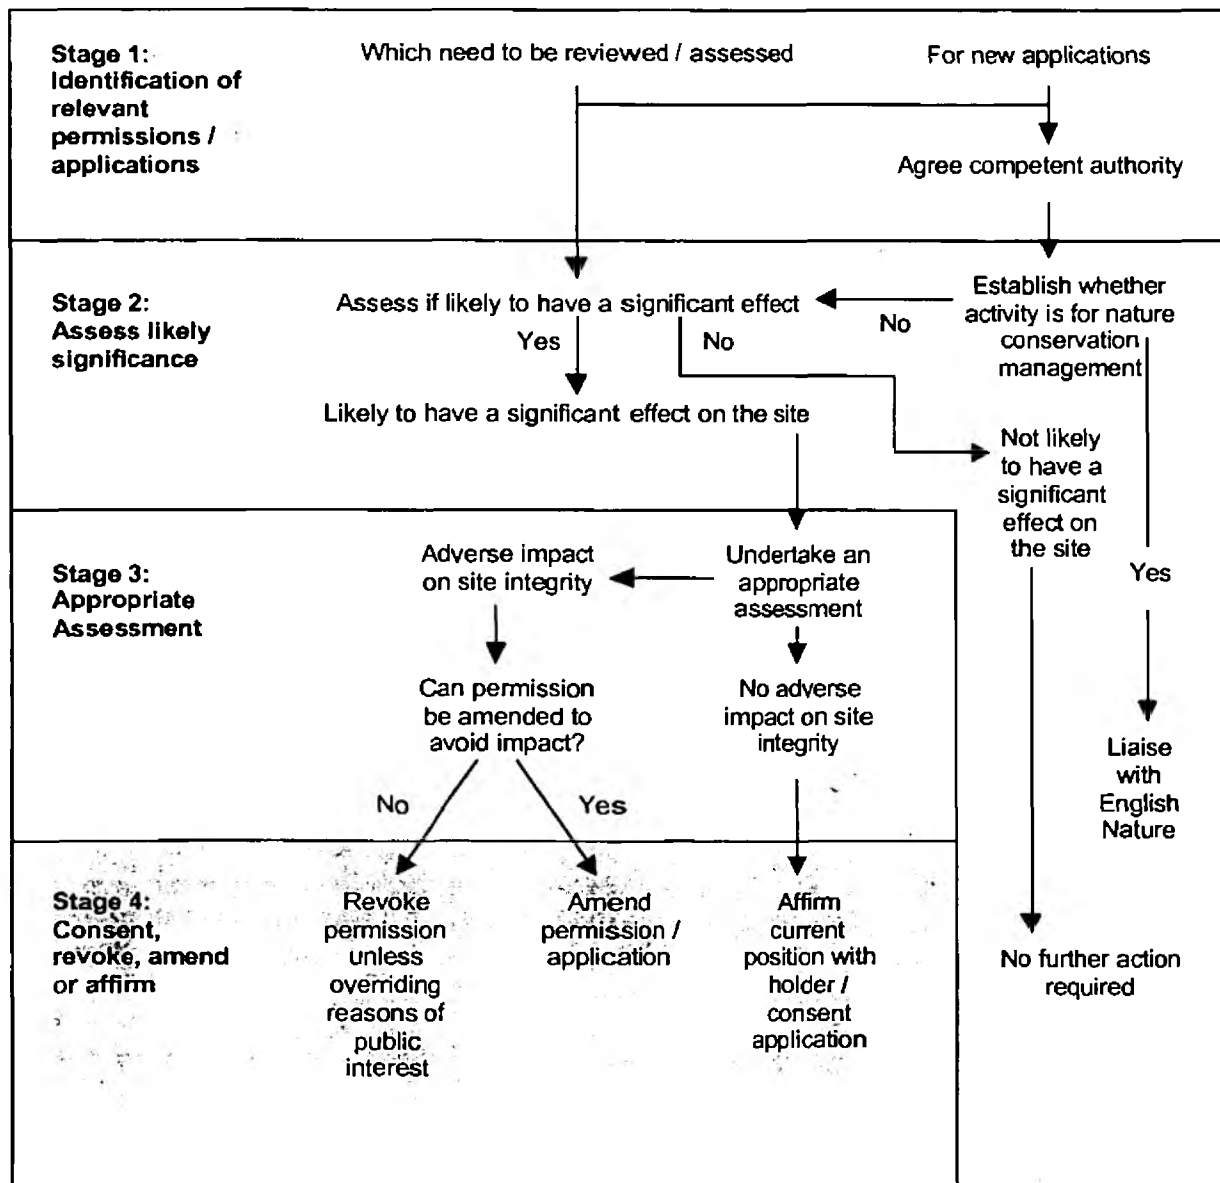 Stage 1:
Identification of
relevant
permissions /
applications
Which need to be reviewed / assessed
For new applications
Agree competent authority
Stage 2:
Assess likely
significance
Assess if likely to have a significant effect
Establish whether
activity is for nature
conservation
management
No
Yes
No
Likely to have a significant effect on the site
Not likely
to have a
significant
effect on
the site
Yes
Stage 3:
Appropriate
Assessment
Adverse impact
on site integrity
Undertake an
appropriate
assessment
Can permission
be amended to
avoid impact?
No adverse
impact on site
integrity
Liaise
with
English
Nature
No
Yes
Stage 4:
Consent,
revoke, amend
or affirm
Revoke
permission
unless
overriding
reasons of
public
interest
Amend
permission /
application
Affirm
current
position with
holder /
consent
application
No further action
required